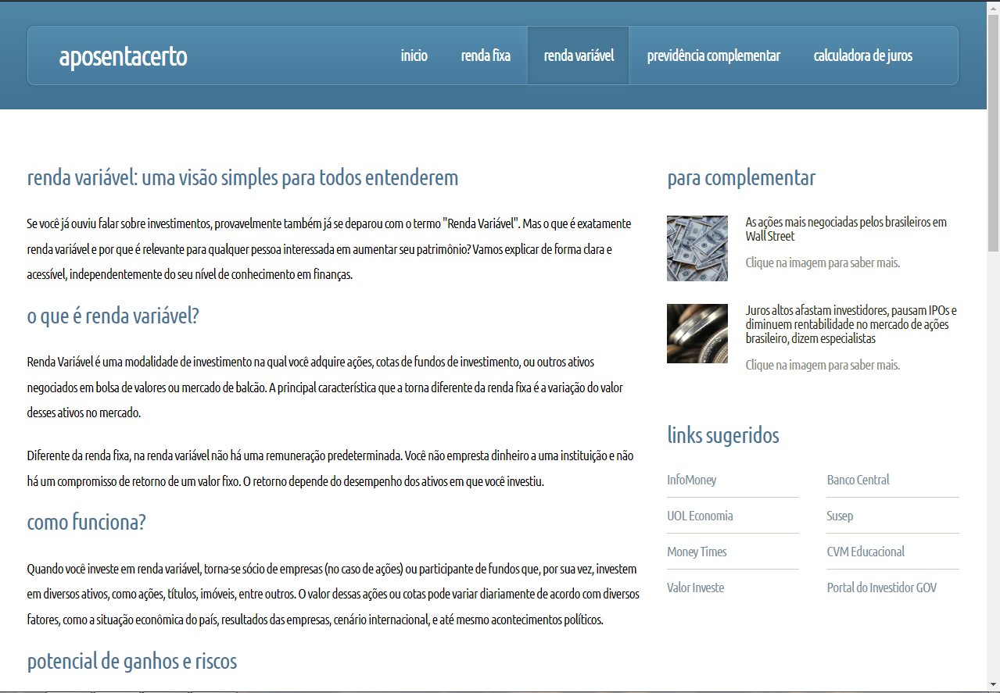 aposentacerto
inicio
renda fixa
renda variável
previdência complementar
calculadora de juros
renda variável: uma visão simples para todos entenderem
Se você já ouviu falar sobre investimentos, provavelmente também já se deparou com o termo "Renda Variável". Mas o que é exatamente
renda variável e por que é relevante para qualquer pessoa interessada em aumentar seu patrimônio? Vamos explicar de forma clara e
acessível, independentemente do seu nível de conhecimento em finanças.
o que é renda variável?
Renda Variável é uma modalidade de investimento na qual você adquire ações, cotas de fundos de investimento, ou outros ativos
negociados em bolsa de valores ou mercado de balcão. A principal característica que a torna diferente da renda fixa é a variação do valor
desses ativos no mercado.
Diferente da renda fixa, na renda variável não há uma remuneração predeterminada. Você não empresta dinheiro a uma instituição e não
há um compromisso de retorno de um valor fixo. O retorno depende do desempenho dos ativos em que você investiu.
como funciona?
Quando você investe em renda variável, torna-se sócio de empresas (no caso de ações) ou participante de fundos que, por sua vez, investem
em diversos ativos, como ações, títulos, imóveis, entre outros. O valor dessas ações ou cotas pode variar diariamente de acordo com diversos
fatores, como a situação econômica do país, resultados das empresas, cenário internacional, e até mesmo acontecimentos políticos.
potencial de ganhos e riscos
para complementar
As ações mais negociadas pelos brasileiros em
Wall Street
Clique na imagem para saber mais.
Juros altos afastam investidores, pausam IPOs e
diminuem rentabilidade no mercado de ações
brasileiro, dizem especialistas
Clique na imagem para saber mais.
links sugeridos
InfoMoney
Banco Central
UOL Economia
Susep
Money Times
CVM Educacional
Valor Investe
Portal do Investidor GOV